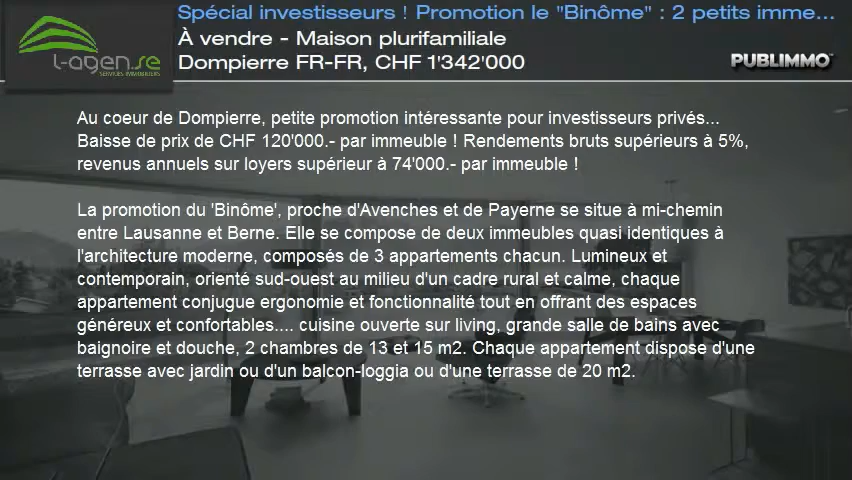 Spécial investisseurs ! Promotion le "Binôme" : 2 petits imme...
À vendre - Maison plurifamiliale
Dompierre FR-FR, CHF 1'342'000
l-agen.se
SERVICES IMMOBILIERS
PUBLIMMO
Au coeur de Dompierre, petite promotion intéressante pour investisseurs privés...
Baisse de prix de CHF 120'000.- par immeuble ! Rendements bruts supérieurs à 5%,
revenus annuels sur loyers supérieur à 74'000.- par immeuble !
La promotion du 'Binôme', proche d'Avenches et de Payerne se situe à mi-chemin
entre Lausanne et Berne. Elle se compose de deux immeubles quasi identiques à
l'architecture moderne, composés de 3 appartements chacun. Lumineux et
contemporain, orienté sud-ouest au milieu d'un cadre rural et calme, chaque
appartement conjugue ergonomie et fonctionnalité tout en offrant des espaces
généreux et confortables.... cuisine ouverte sur living, grande salle de bains avec
baignoire et douche, 2 chambres de 13 et 15 m2. Chaque appartement dispose d'une
terrasse avec jardin ou d'un balcon-loggia ou d'une terrasse de 20 m2.